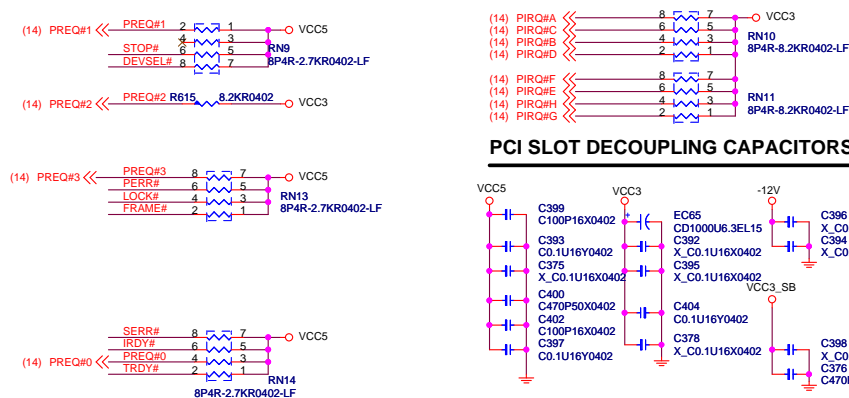 (14) PREQ#1 PREQ#1 2 1 VCC5
4 3 RN9
STOP# 6 5 8P4R-2.7KR0402-LF
DEVSEL# 8 7
(14) PREQ#2 PREQ#2 R615 8.2KR0402 VCC3
(14) PREQ#3 PREQ#3 8 7 VCC5
PERR# 6 5
LOCK# 4 3 RN13
FRAME# 2 1 8P4R-2.7KR0402-LF
SERR# 8 7 VCC5
IRDY# 6 5
(14) PREQ#0 PREQ#0 4 3
TRDY# 2 1 RN14
8P4R-2.7KR0402-LF
(14) PIRQ#A 8 7 VCC3
(14) PIRQ#C 6 5
(14) PIRQ#B 4 3 RN10
(14) PIRQ#D 2 1 8P4R-8.2KR0402-LF
(14) PIRQ#F 8 7
(14) PIRQ#E 6 5
(14) PIRQ#H 4 3 RN11
(14) PIRQ#G 2 1 8P4R-8.2KR0402-LF
PCI SLOT DECOUPLING CAPACITORS
VCC5
C399
C100P16X0402
C393
C0.1U16Y0402
C375
X_C0.1U16X0402
C400
C470P50X0402
C402
C100P16X0402
C397
C0.1U16Y0402
VCC3
+
EC65
CD1000U6.3EL15
C392
X_C0.1U16X0402
C395
X_C0.1U16X0402
C404
C0.1U16Y0402
C378
X_C0.1U16X0402
-12V
C396
X_C0
C394
X_C0
VCC3_SB
C398
X_C0
C376
C470